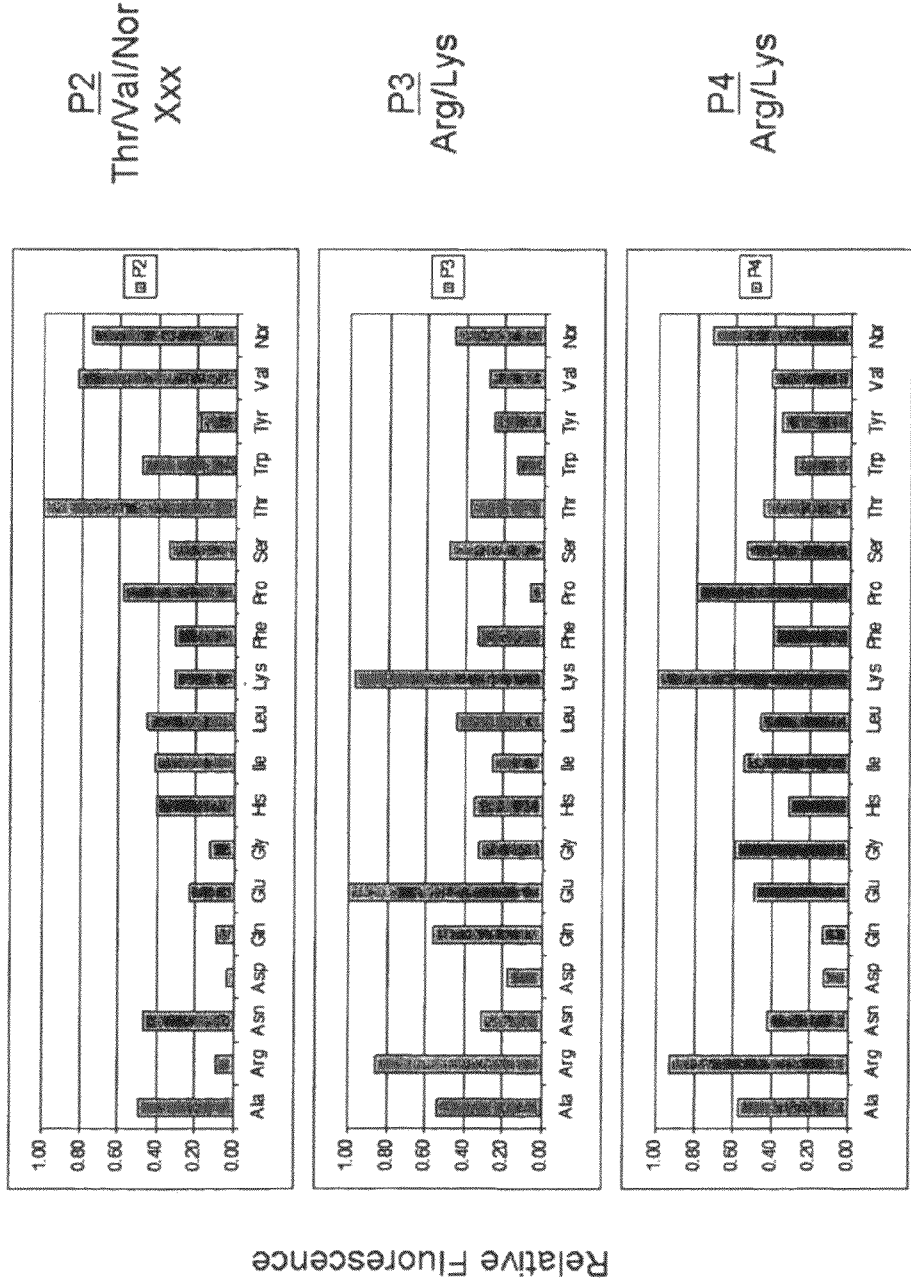 Relative Fluorescence
1.00
0.80
0.60
0.40
0.20
0.00
Ala Arg Asn Asp Gln Glu Gly His Ile Leu Lys Phe Pro Ser Thr Trp Tyr Val Nor
P2
P2
Thr/Val/Nor
Xxx
1.00
0.80
0.60
0.40
0.20
0.00
Ala Arg Asn Asp Gln Glu Gly His Ile Leu Lys Phe Pro Ser Thr Trp Tyr Val Nor
P3
P3
Arg/Lys
1.00
0.80
0.60
0.40
0.20
0.00
Ala Arg Asn Asp Gln Glu Gly His Ile Leu Lys Phe Pro Ser Thr Trp Tyr Val Nor
P4
P4
Arg/Lys